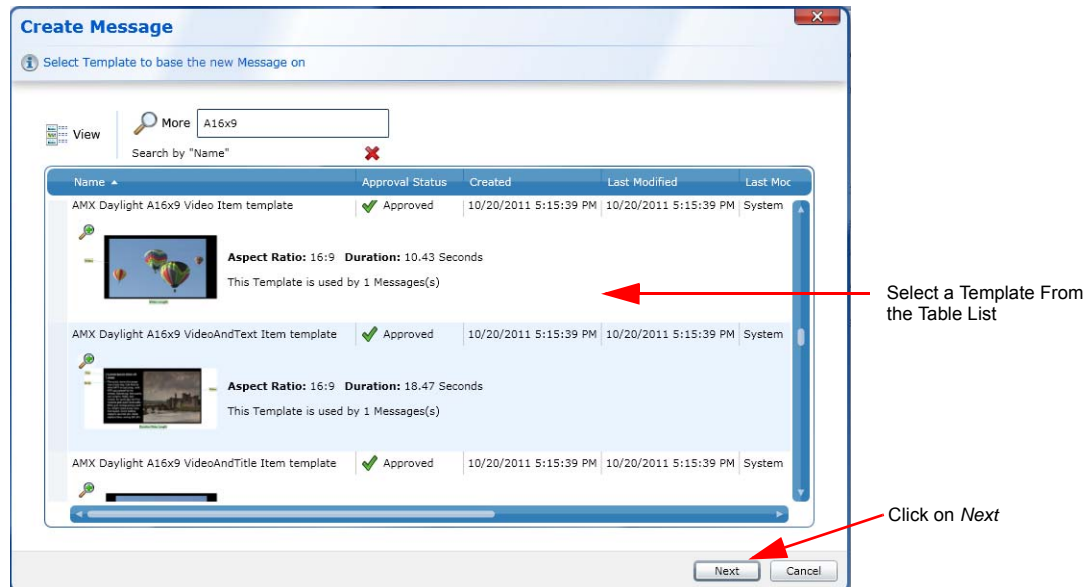 Create Message
Select Template to base the new Message on
View
More A16x9
Search by "Name"
Name Approval Status Created Last Modified Last Moc
AMX Daylight A16x9 Video Item template Approved 10/20/2011 5:15:39 PM 10/20/2011 5:15:39 PM System
Aspect Ratio: 16:9 Duration: 10.43 Seconds
This Template is used by 1 Messages(s)
Select a Template From
the Table List
AMX Daylight A16x9 VideoAndText Item template Approved 10/20/2011 5:15:39 PM 10/20/2011 5:15:39 PM System
Aspect Ratio: 16:9 Duration: 18.47 Seconds
This Template is used by 1 Messages(s)
AMX Daylight A16x9 VideoAndTitle Item template Approved 10/20/2011 5:15:39 PM 10/20/2011 5:15:39 PM System
Click on Next
Next Cancel